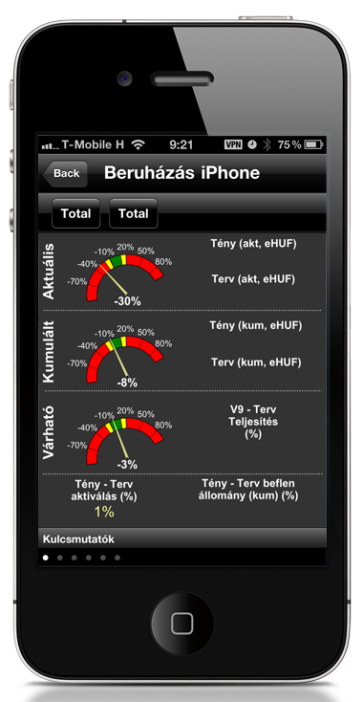 T-Mobile H 9:21 VPN 75%
Back Beruházás iPhone
Total Total
Aktuális
-70% -40% -10% 20% 50% 80%
-30%
Tény (akt, eHUF)
Terv (akt, eHUF)
Kumulált
-70% -40% -10% 20% 50% 80%
-8%
Tény (kum, eHUF)
Terv (kum, eHUF)
Várható
-70% -40% -10% 20% 50% 80%
-3%
V9 - Terv
Teljesítés
(%)
Tény - Terv
aktiválás (%)
1%
Tény - Terv beflen
állomány (kum) (%)
Kulcsmutatók